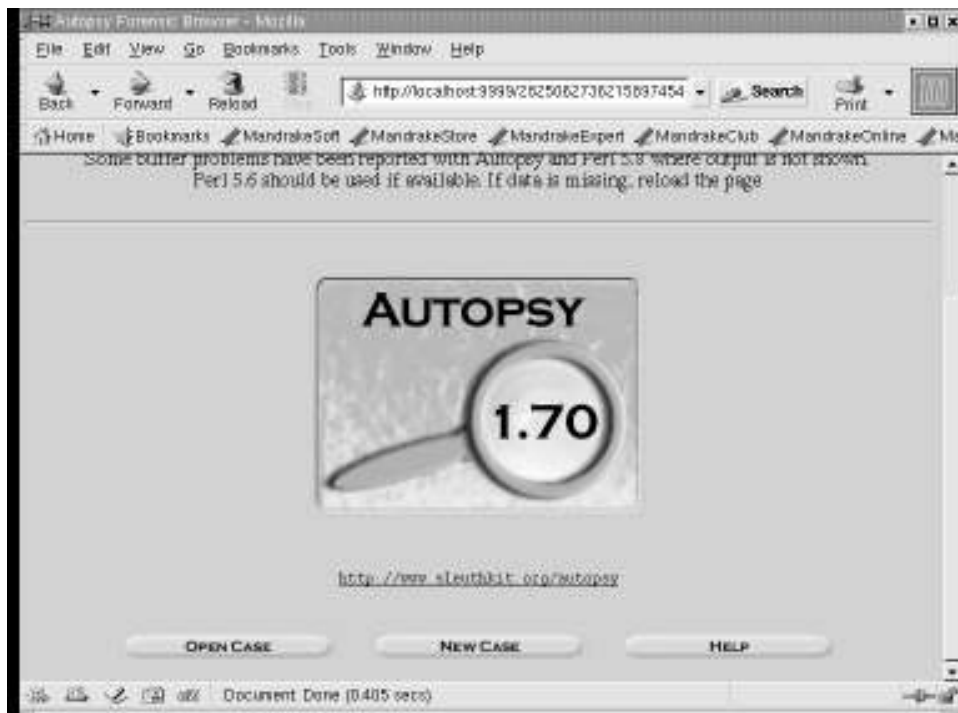 Autopsy Forensic Browser - Mozilla
File Edit View Go Bookmarks Tools Window Help
Back Forward Reload http://localhost:9999/2625062736215897454 Search Print
Home Bookmarks MandrakeSoft MandrakeStore MandrakeExpert MandrakeClub MandrakeOnline
Some buffer problems have been reported with Autopsy and Perl 5.8 where output is not shown.
Perl 5.6 should be used if available. If data is missing, reload the page
AUTOPSY
1.70
http://www.sleuthkit.org/autopsy
OPEN CASE NEW CASE HELP
Document: Done (0.405 secs)